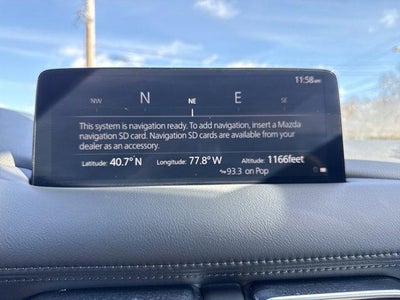 11:58am
NW N NE E SE
This system is navigation ready. To add navigation, insert a Mazda
navigation SD card. Navigation SD cards are available from your
dealer as an accessory.
Latitude: 40.7°N Longitude: 77.8°W Altitude: 1166feet
93.3 on Pop